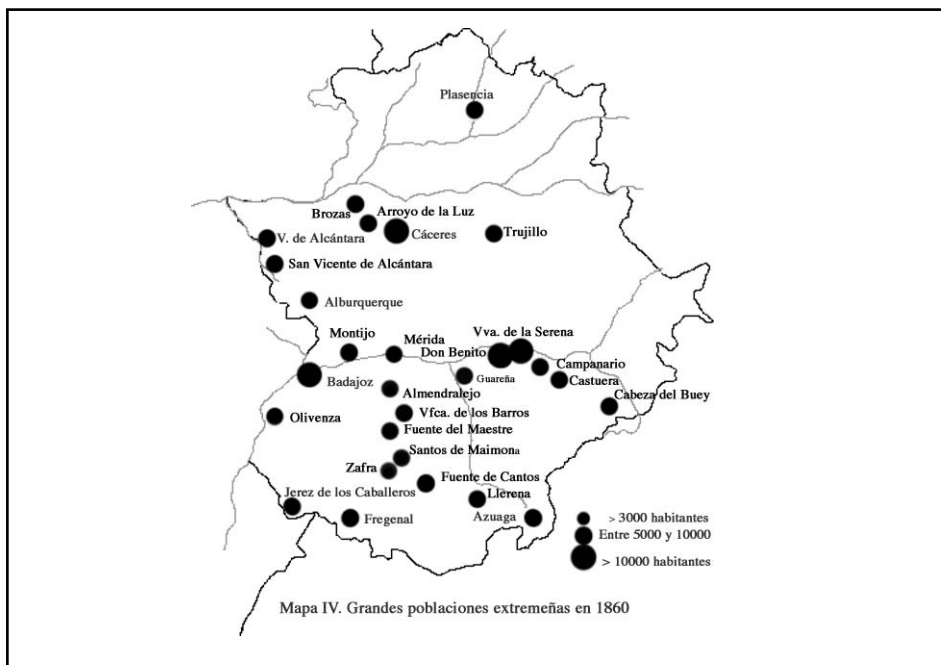 Plasencia
Brozas
Arroyo de la Luz
Cáceres
Trujillo
V. de Alcántara
San Vicente de Alcántara
Alburquerque
Montijo
Mérida
Vva. de la Serena
Don Benito
Campanario
Badajoz
Guareña
Castuera
Almendralejo
Cabeza del Buey
Olivenza
Vfca. de los Barros
Fuente del Maestre
Santos de Maimona
Zafra
Fuente de Cantos
Jerez de los Caballeros
Llerena
Fregenal
Azuaga
> 3000 habitantes
Entre 5000 y 10000
> 10000 habitantes
Mapa IV. Grandes poblaciones extremeñas en 1860